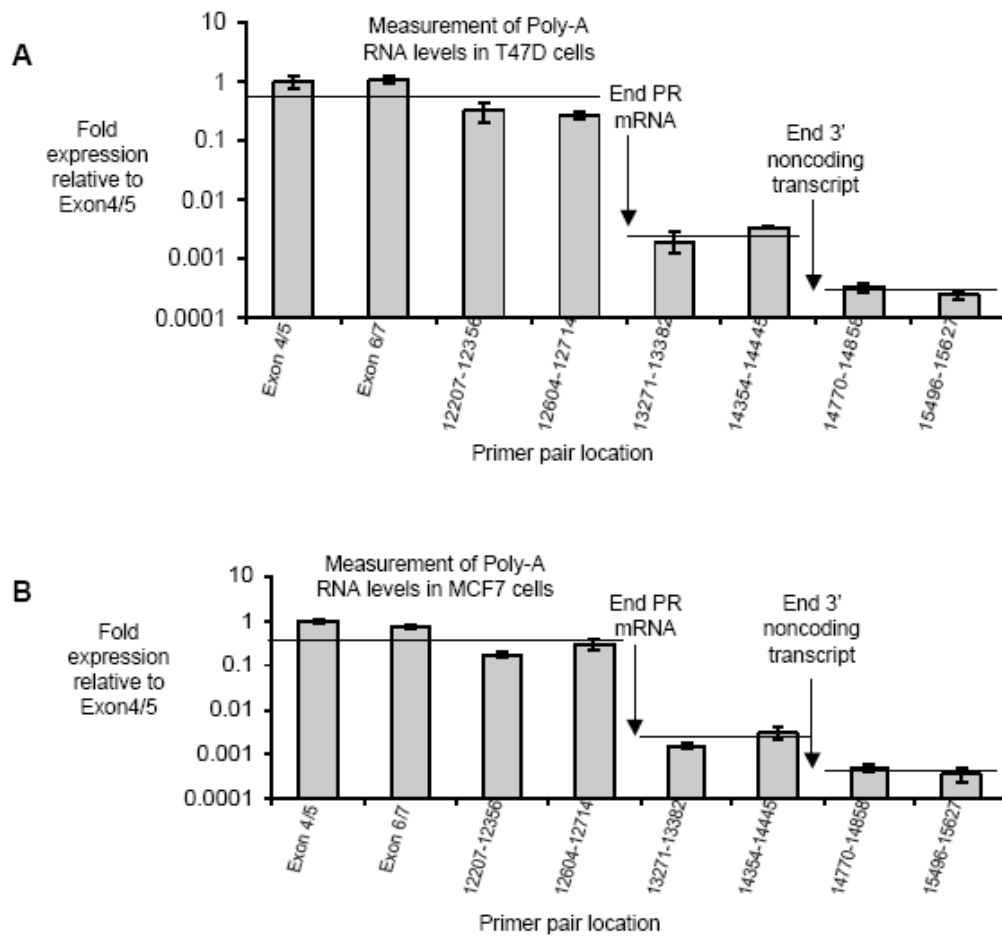 A
Measurement of Poly-A
RNA levels in T47D cells
Fold
expression
relative to
Exon4/5
10
1
0.1
0.01
0.001
0.0001
End PR
mRNA
End 3'
noncoding
transcript
Exon 4/5
Exon 6/7
12207-12356
12604-12714
13271-13382
14354-14445
14770-14858
15496-15627
Primer pair location
B
Measurement of Poly-A
RNA levels in MCF7 cells
Fold
expression
relative to
Exon4/5
10
1
0.1
0.01
0.001
0.0001
End PR
mRNA
End 3'
noncoding
transcript
Exon 4/5
Exon 6/7
12207-12356
12604-12714
13271-13382
14354-14445
14770-14858
15496-15627
Primer pair location